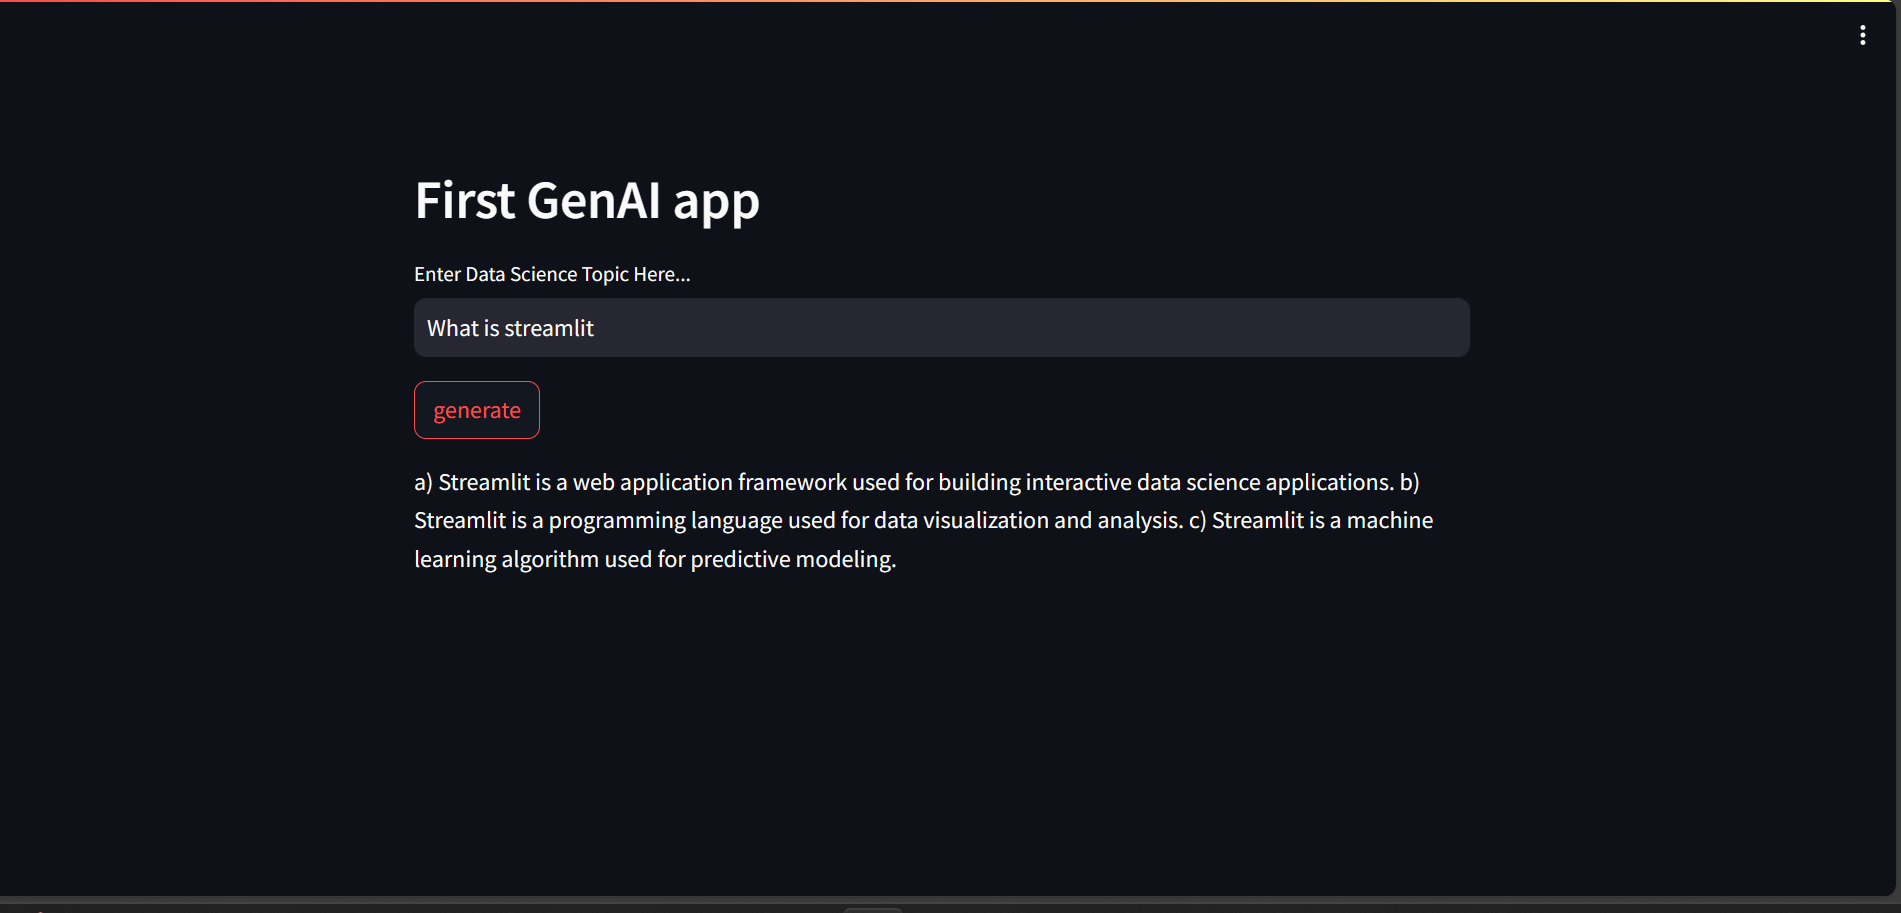 First GenAI app
Enter Data Science Topic Here...
What is streamlit
generate
a) Streamlit is a web application framework used for building interactive data science applications. b)
Streamlit is a programming language used for data visualization and analysis. c) Streamlit is a machine
learning algorithm used for predictive modeling.